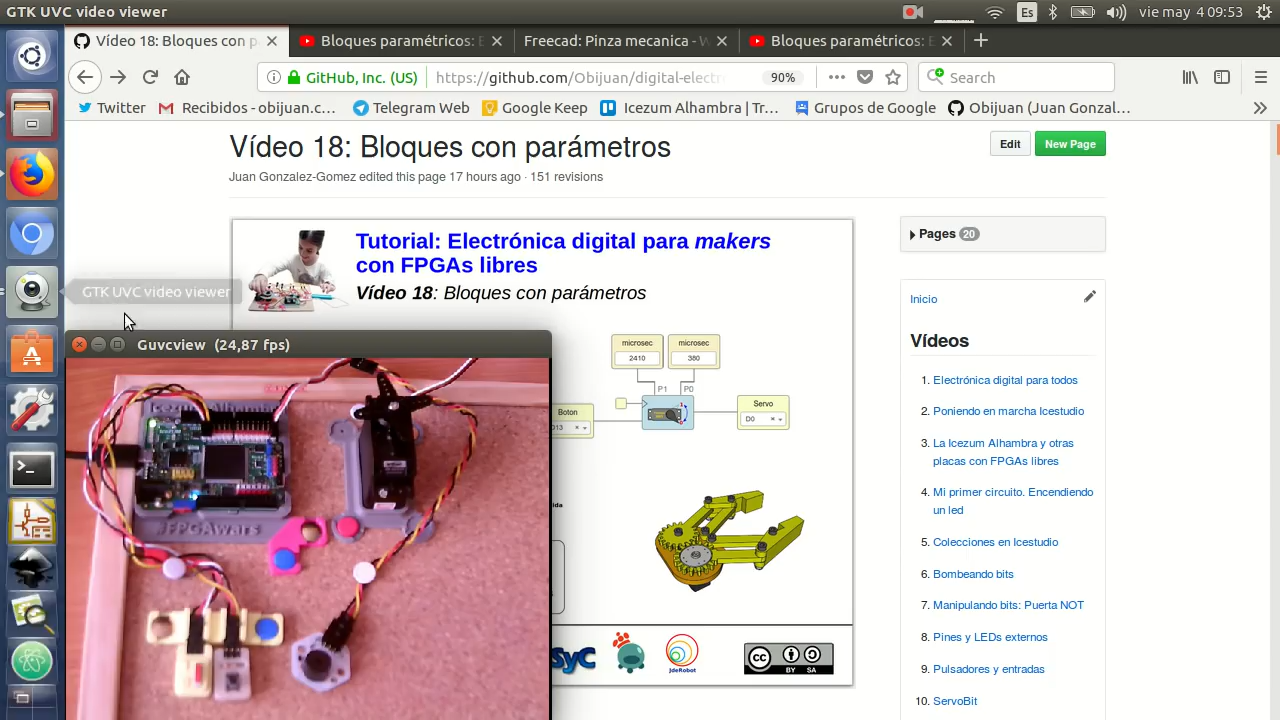 GTK UVC video viewer
Es
vie may 4 09:53
Vídeo 18: Bloques con p
Bloques paramétricos: E
Freecad: Pinza mecanica - W
Bloques paramétricos: E
GitHub, Inc. (US)
https://github.com/Obijuan/digital-electr
90%
Search
Twitter
Recibidos - obijuan.c…
Telegram Web
Google Keep
Icezum Alhambra | Tr…
Grupos de Google
Obijuan (Juan Gonzal…
Vídeo 18: Bloques con parámetros
Edit
New Page
Juan Gonzalez-Gomez edited this page 17 hours ago · 151 revisions
Tutorial: Electrónica digital para makers
con FPGAs libres
Vídeo 18: Bloques con parámetros
Pages 20
GTK UVC video viewer
Inicio
Guvcview (24,87 fps)
microsec
2410
microsec
380
P1
P0
Boton
D13
Servo
D0
#FPGAwars
SyC
JdeRobot
CC
BY SA
Vídeos
1. Electrónica digital para todos
2. Poniendo en marcha Icestudio
3. La Icezum Alhambra y otras
placas con FPGAs libres
4. Mi primer circuito. Encendiendo
un led
5. Colecciones en Icestudio
6. Bombeando bits
7. Manipulando bits: Puerta NOT
8. Pines y LEDs externos
9. Pulsadores y entradas
10. ServoBit